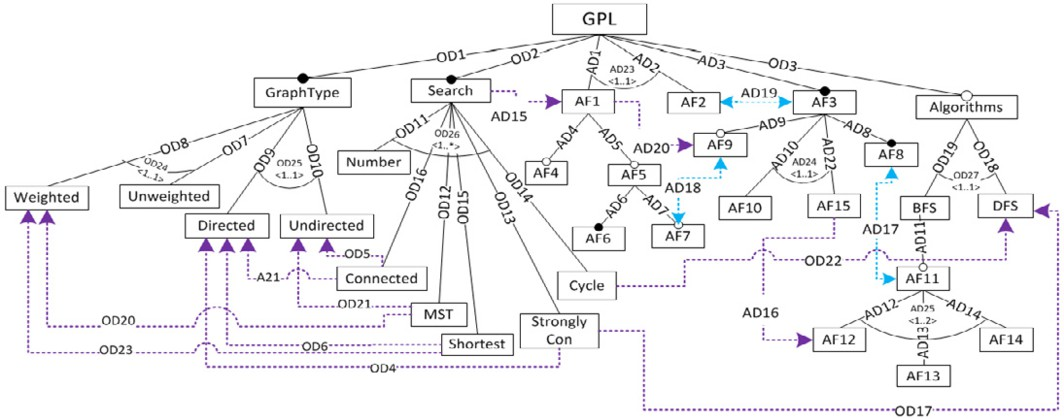 GPL
OD1
OD2
AD1
AD23
<1..1>
AD2
AD3
OD3
GraphType
Search
AD15
AF1
AF2
AD19
AF3
Algorithms
OD8
OD7
OD24
<1..1>
OD9
OD25
<1..1>
OD10
OD11
OD26
<1..*>
OD16
OD12
OD15
OD13
OD14
AD4
AD5
AD20
AD9
AF9
AD10
AD24
<1..1>
AD22
AD8
AF8
OD19
OD27
<1..1>
OD18
Number
AF4
AF5
AD18
Weighted
Unweighted
AD6
AD7
AF10
AF15
BFS
DFS
Directed
Undirected
AF6
AF7
AD17
AD11
OD5
A21
Connected
Cycle
OD22
AF11
OD21
MST
OD20
Strongly
Con
AD16
AD12
AD25
<1..2>
AD14
AD13
AF12
AF14
OD23
OD6
Shortest
OD4
AF13
OD17